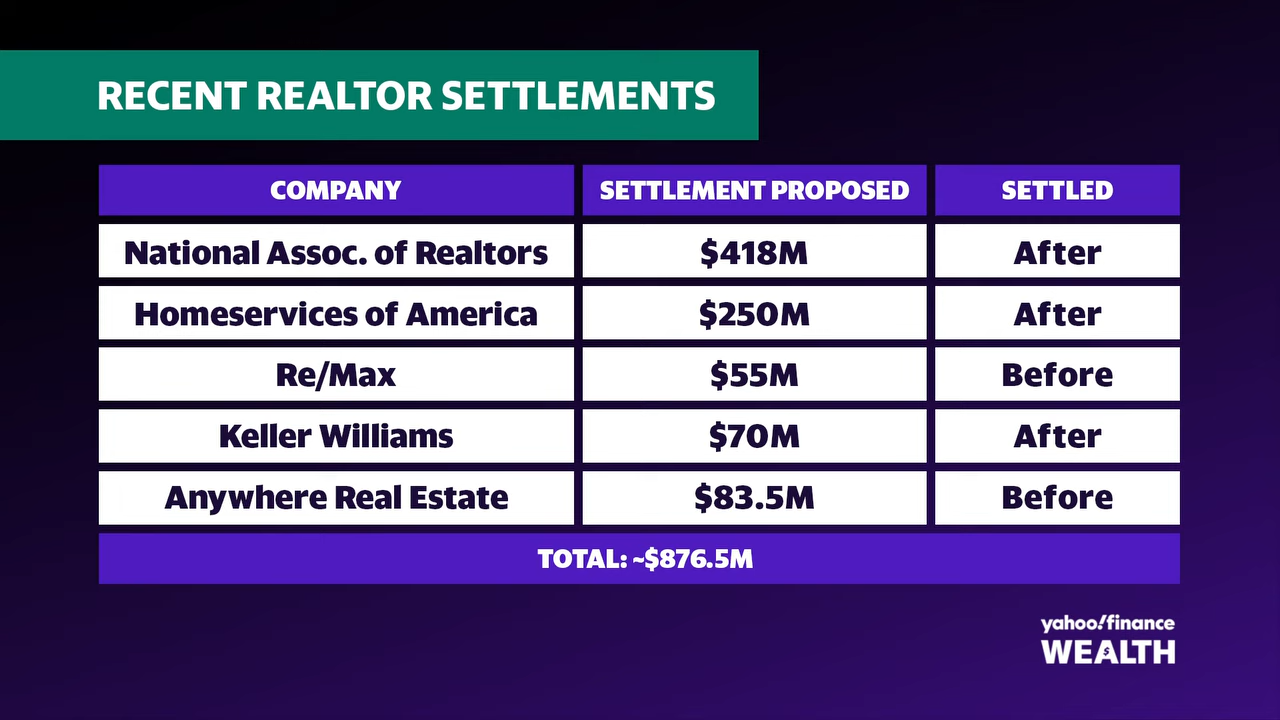 RECENT REALTOR SETTLEMENTS
COMPANY SETTLEMENT PROPOSED SETTLED
National Assoc. of Realtors $418M After
Homeservices of America $250M After
Re/Max $55M Before
Keller Williams $70M After
Anywhere Real Estate $83.5M Before
TOTAL: ~$876.5M
yahoo!finance
WEALTH